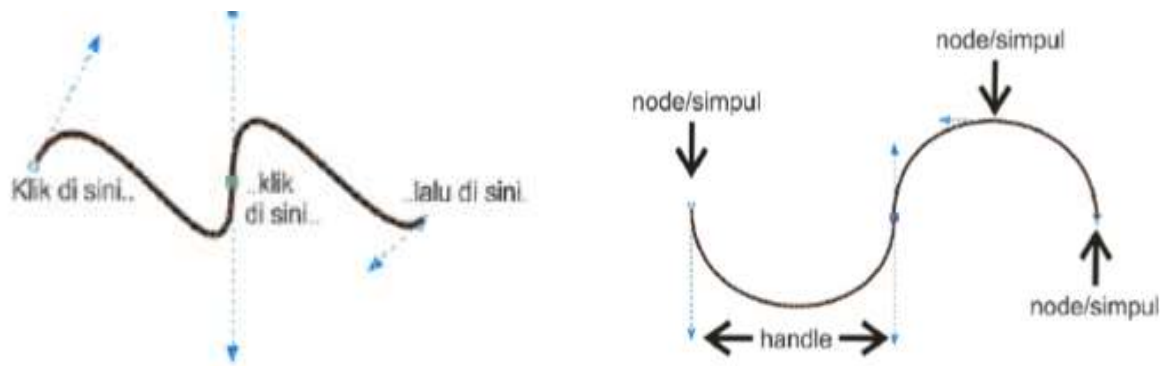 Klik di sini..
..klik
di sini..
..lalu di sini.
node/simpul
node/simpul
handle
node/simpul